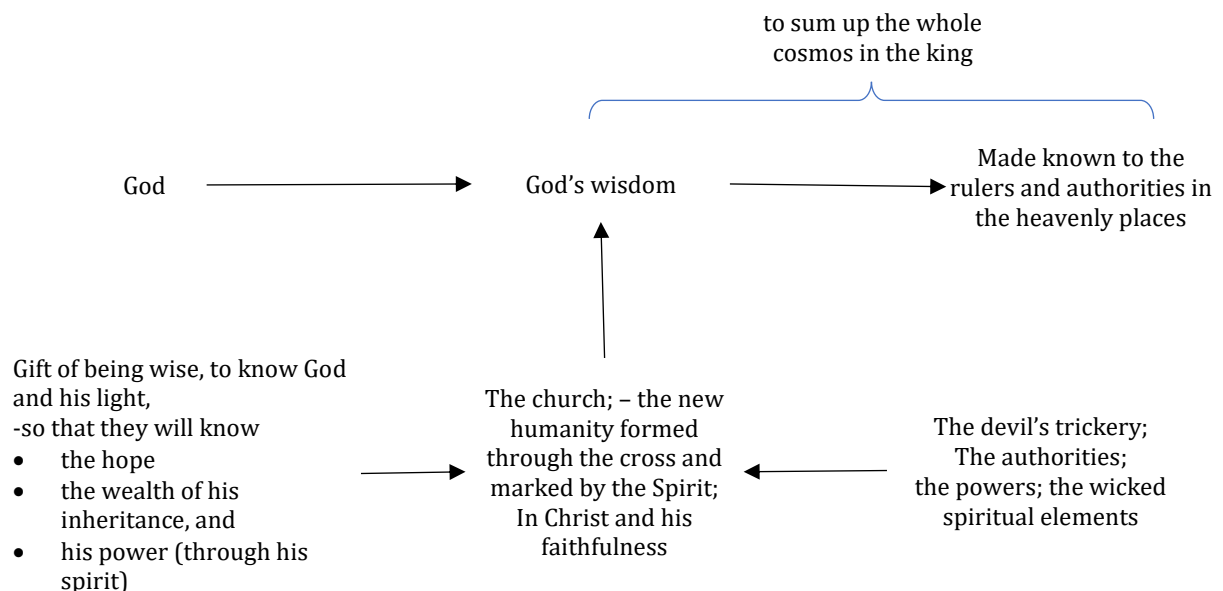 to sum up the whole
cosmos in the king
God
God’s wisdom
Made known to the
rulers and authorities in
the heavenly places
Gift of being wise, to know God
and his light,
-so that they will know
• the hope
• the wealth of his
inheritance, and
• his power (through his
spirit)
The church; – the new
humanity formed
through the cross and
marked by the Spirit;
In Christ and his
faithfulness
The devil’s trickery;
The authorities;
the powers; the wicked
spiritual elements